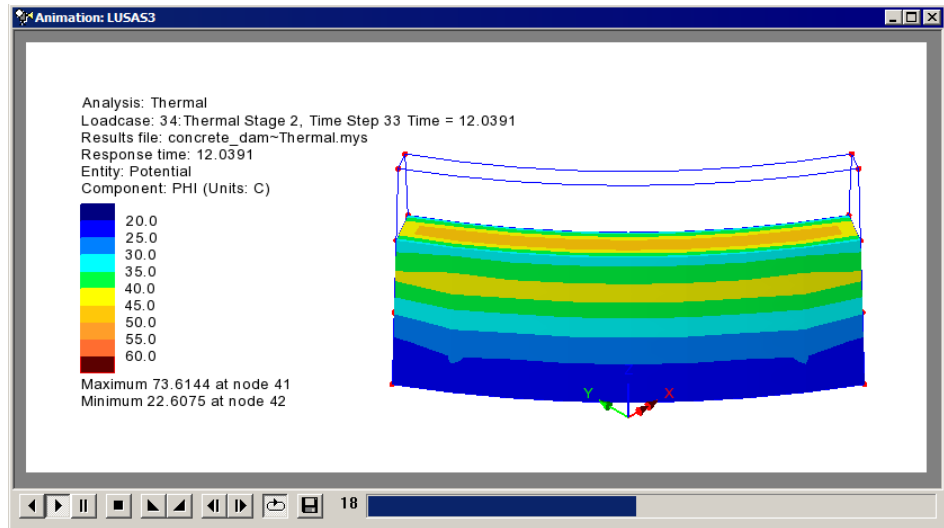 Animation: LUSAS3
Analysis: Thermal
Loadcase: 34:Thermal Stage 2, Time Step 33 Time = 12.0391
Results file: concrete_dam~Thermal.mys
Response time: 12.0391
Entity: Potential
Component: PHI (Units: C)
20.0
25.0
30.0
35.0
40.0
45.0
50.0
55.0
60.0
Maximum 73.6144 at node 41
Minimum 22.6075 at node 42
Y
X
18